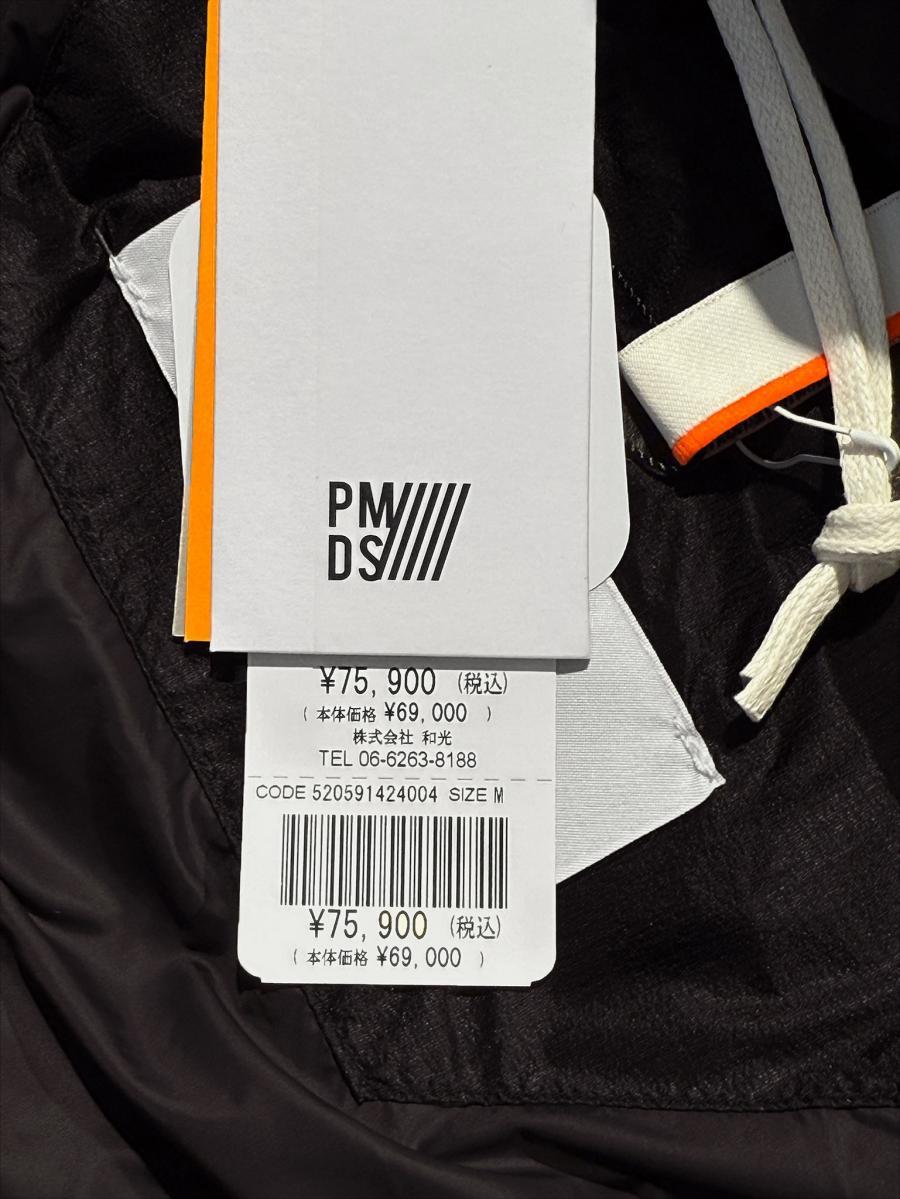 PM
DS
¥75,900 (税込)
( 本体価格 ¥69,000 )
株式会社 和光
TEL 06-6263-8188
CODE 520591424004 SIZE M
¥75,900 (税込)
( 本体価格 ¥69,000 )